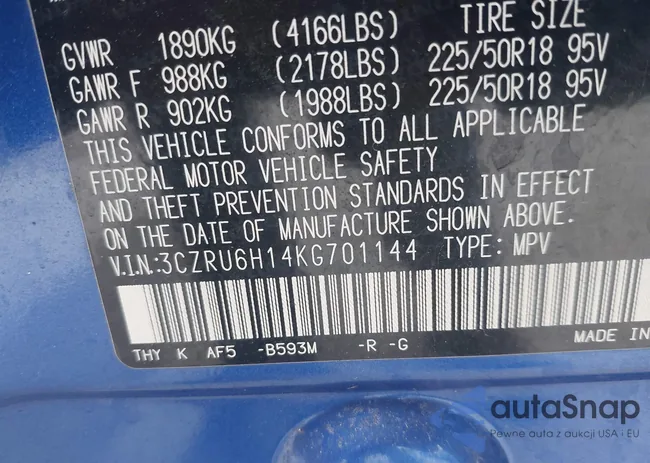 TIRE SIZE
GVWR 1890KG (4166LBS)
GAWR F 988KG (2178LBS) 225/50R18 95V
GAWR R 902KG (1988LBS) 225/50R18 95V
THIS VEHICLE CONFORMS TO ALL APPLICABLE
FEDERAL MOTOR VEHICLE SAFETY
AND THEFT PREVENTION STANDARDS IN EFFECT
ON THE DATE OF MANUFACTURE SHOWN ABOVE.
V.I.N.:3CZRU6H14KG701144 TYPE: MPV
THY K AF5 -B593M -R -G MADE IN
autaSnap
Pewne auta z aukcji USA i EU